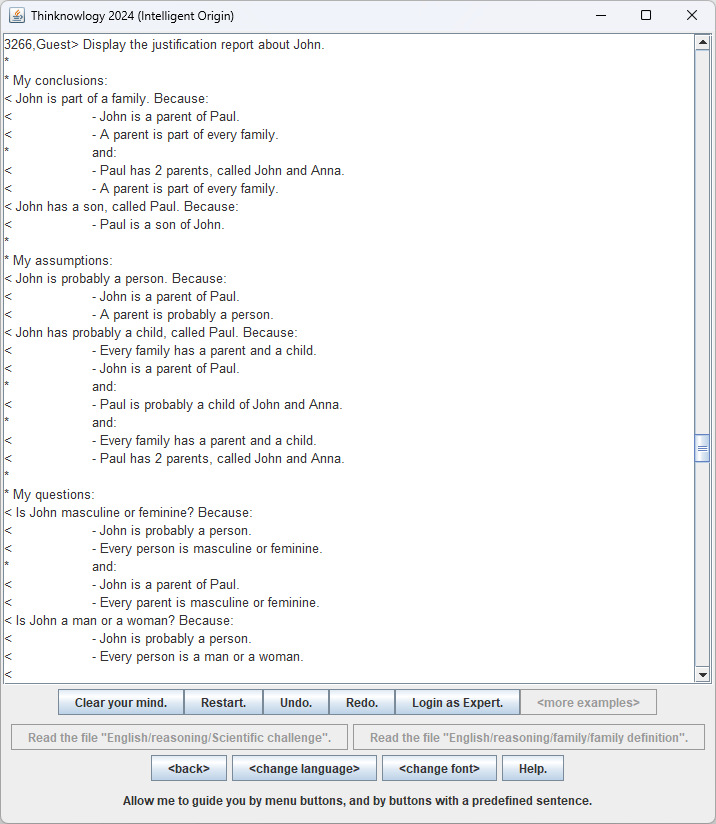 Thinknowlogy 2024 (Intelligent Origin)
3266,Guest> Display the justification report about John.
*
* My conclusions:
< John is part of a family. Because:
< - John is a parent of Paul.
< - A parent is part of every family.
* and:
< - Paul has 2 parents, called John and Anna.
< - A parent is part of every family.
< John has a son, called Paul. Because:
< - Paul is a son of John.
*
* My assumptions:
< John is probably a person. Because:
< - John is a parent of Paul.
< - A parent is probably a person.
< John has probably a child, called Paul. Because:
< - Every family has a parent and a child.
< - John is a parent of Paul.
* and:
< - Paul is probably a child of John and Anna.
* and:
< - Every family has a parent and a child.
< - Paul has 2 parents, called John and Anna.
*
* My questions:
< Is John masculine or feminine? Because:
< - John is probably a person.
< - Every person is masculine or feminine.
* and:
< - John is a parent of Paul.
< - Every parent is masculine or feminine.
< Is John a man or a woman? Because:
< - John is probably a person.
< - Every person is a man or a woman.
<
Clear your mind. Restart. Undo. Redo. Login as Expert. <more examples>
Read the file "English/reasoning/Scientific challenge". Read the file "English/reasoning/family/family definition".
<back> <change language> <change font> Help.
Allow me to guide you by menu buttons, and by buttons with a predefined sentence.